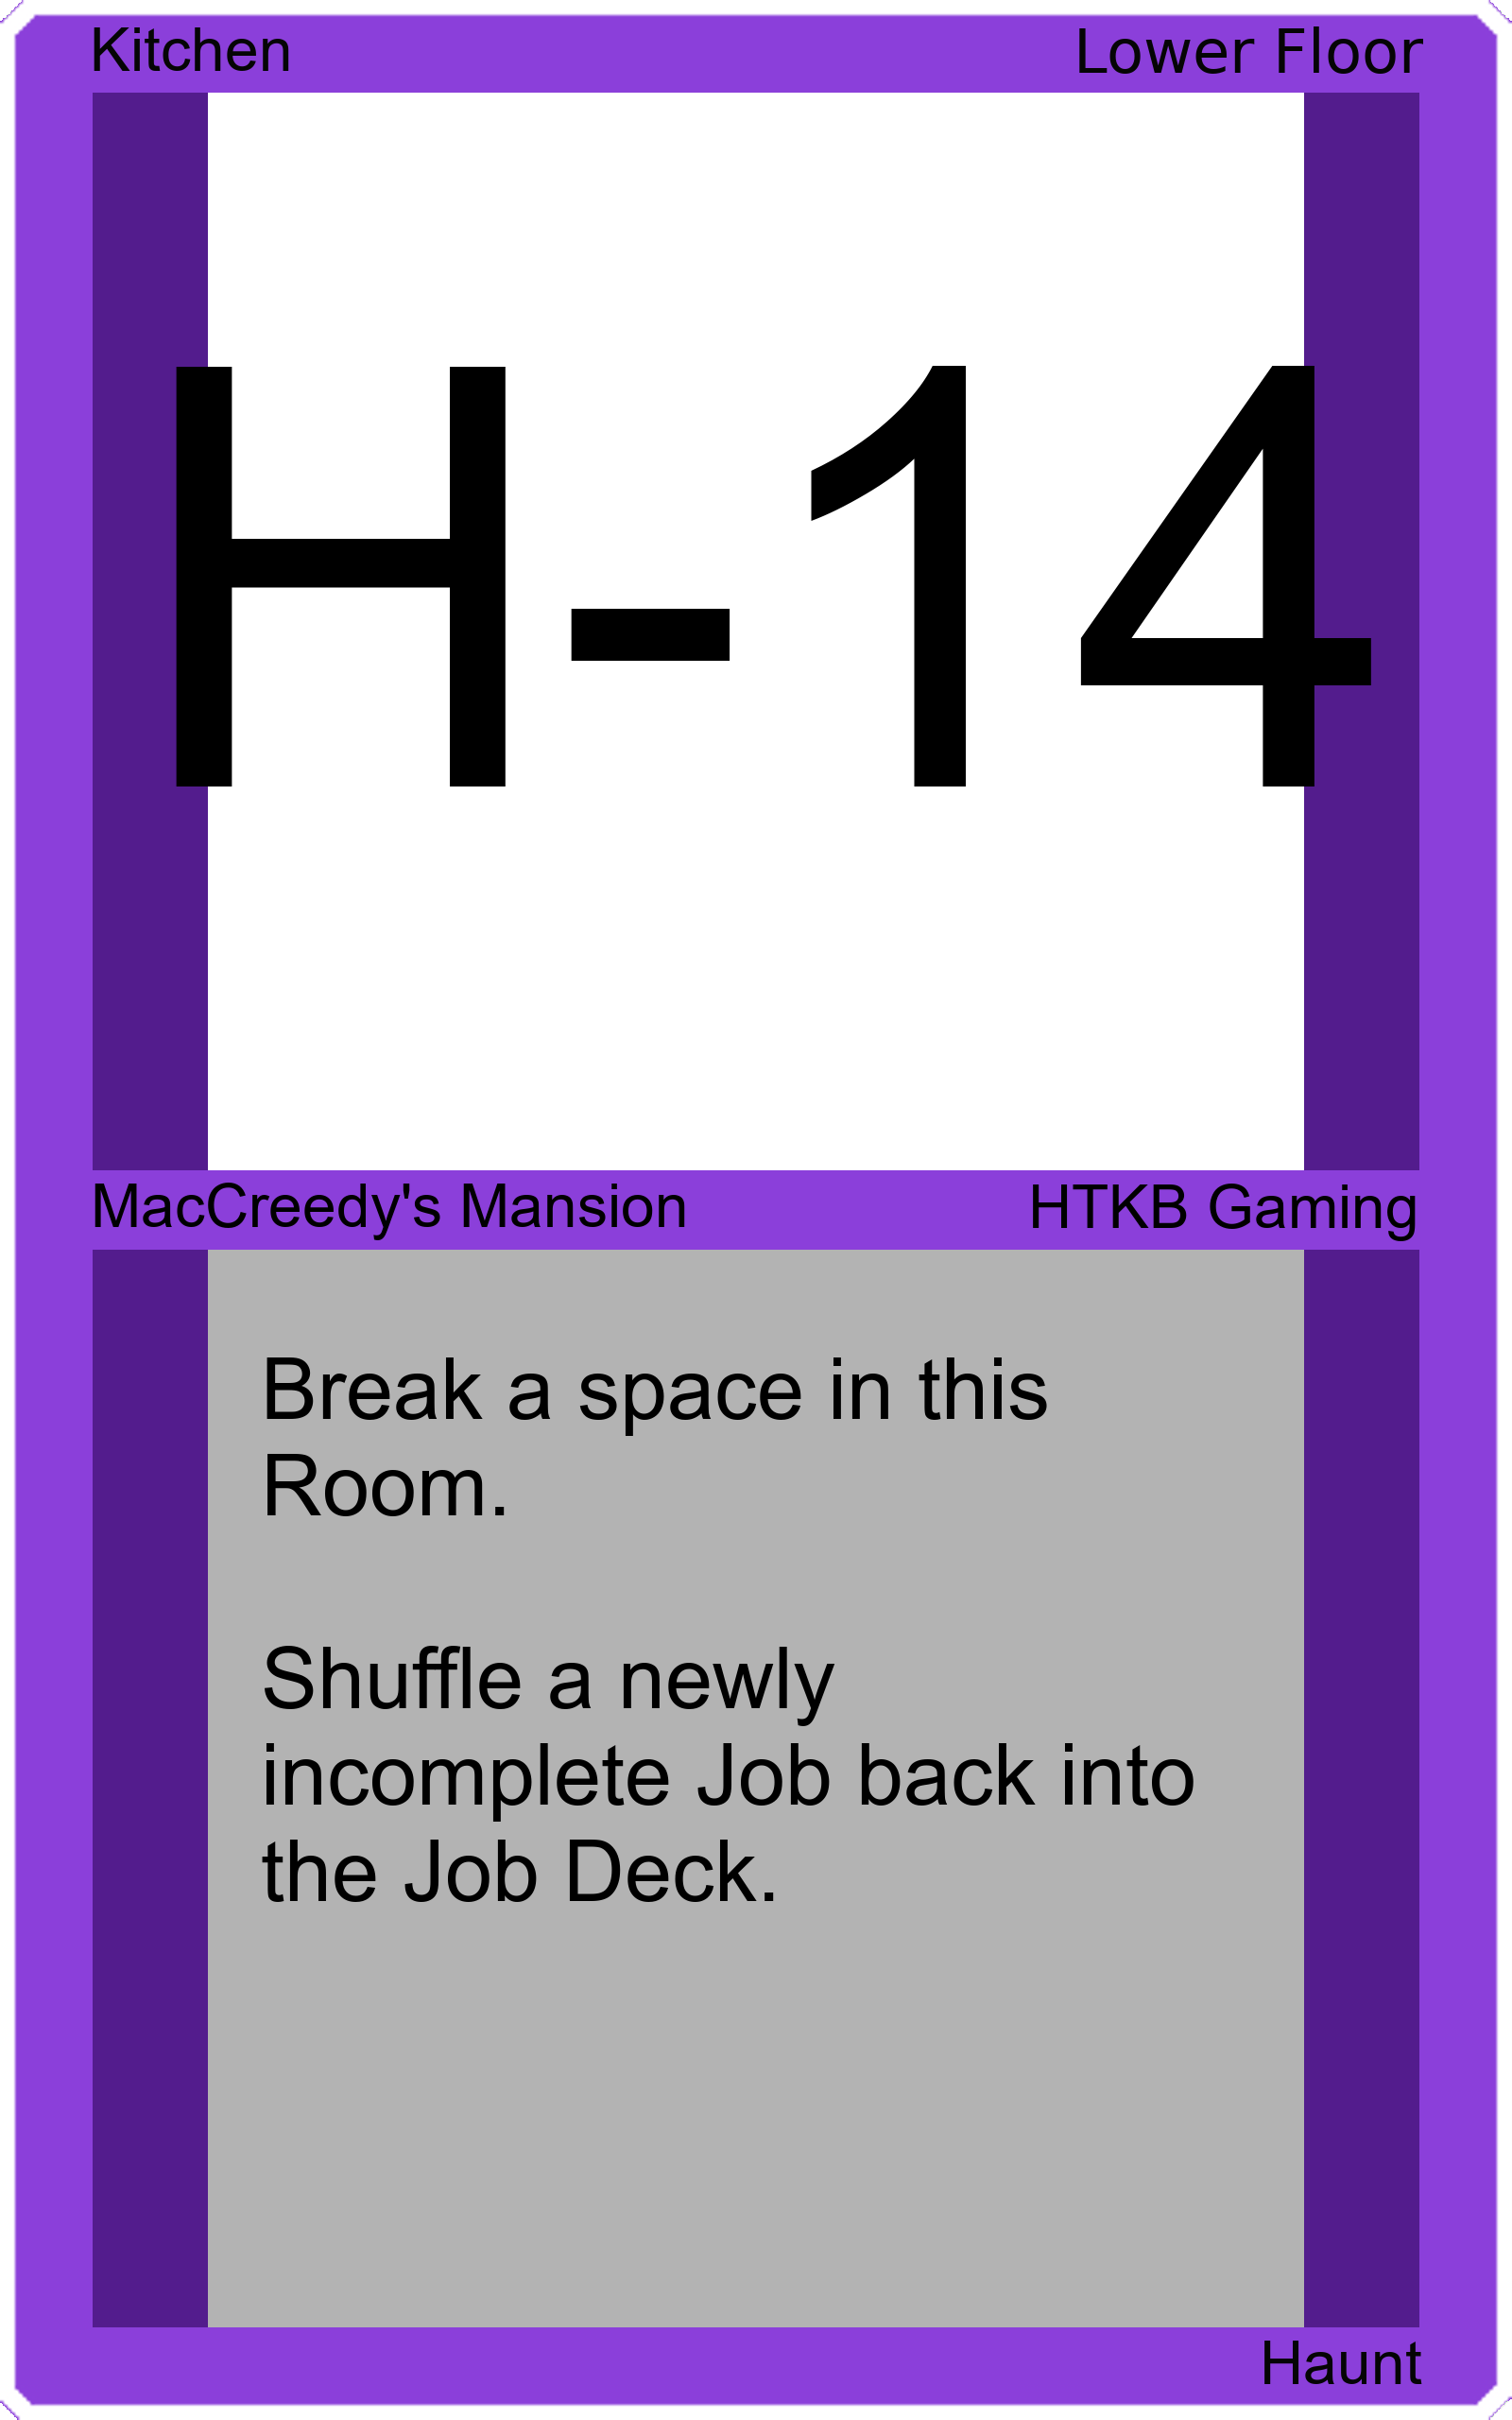 Kitchen
Lower Floor
H-14
MacCreedy's Mansion
HTKB Gaming
Break a space in this
Room.
Shuffle a newly
incomplete Job back into
the Job Deck.
Haunt